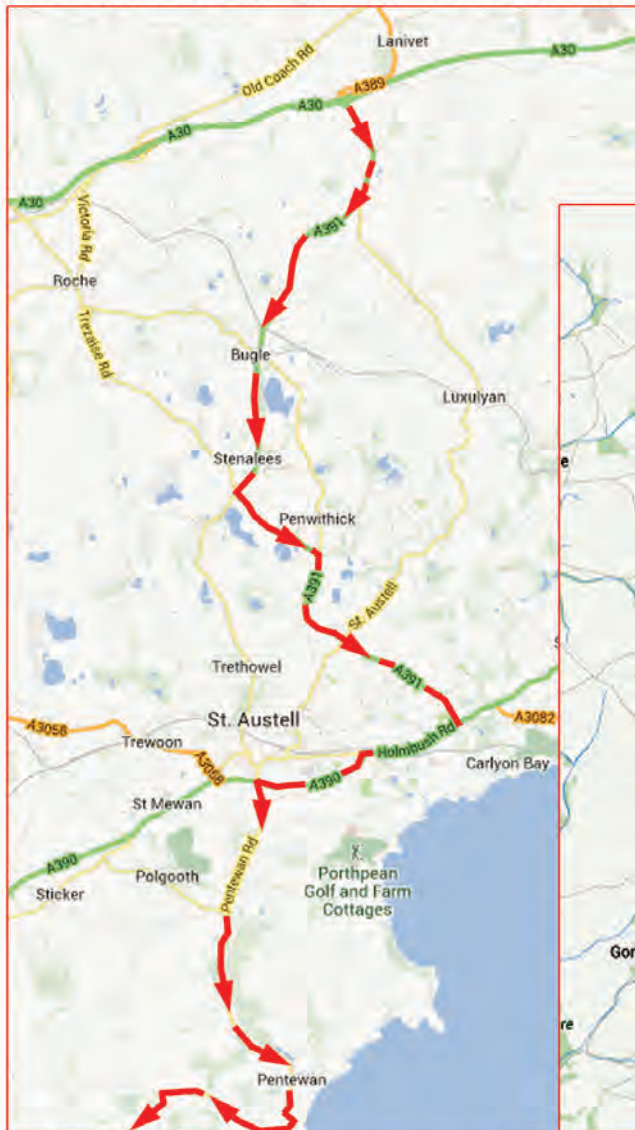 Lanivet
Old Coach Rd
A389
A30
A30
A30
A30
Victoria Rd
A391
Roche
Trezaise Rd
Bugle
Luxulyan
Stenalees
Penwithick
A391
St. Austell
Trethowel
A391
St. Austell
A3058
A3082
Trewoon
Holmbush Rd
A3058
Carlyon Bay
St Mewan
A390
A390
Polgooth
Sticker
Pentewan Rd
Porthpean
Golf and Farm
Cottages
Pentewan
e
S
Gor
re